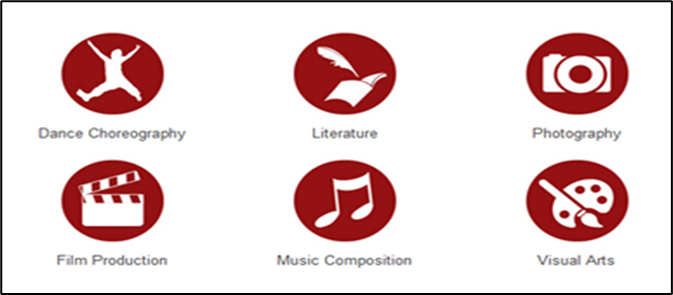 Dance Choreography
Literature
Photography
Film Production
Music Composition
Visual Arts